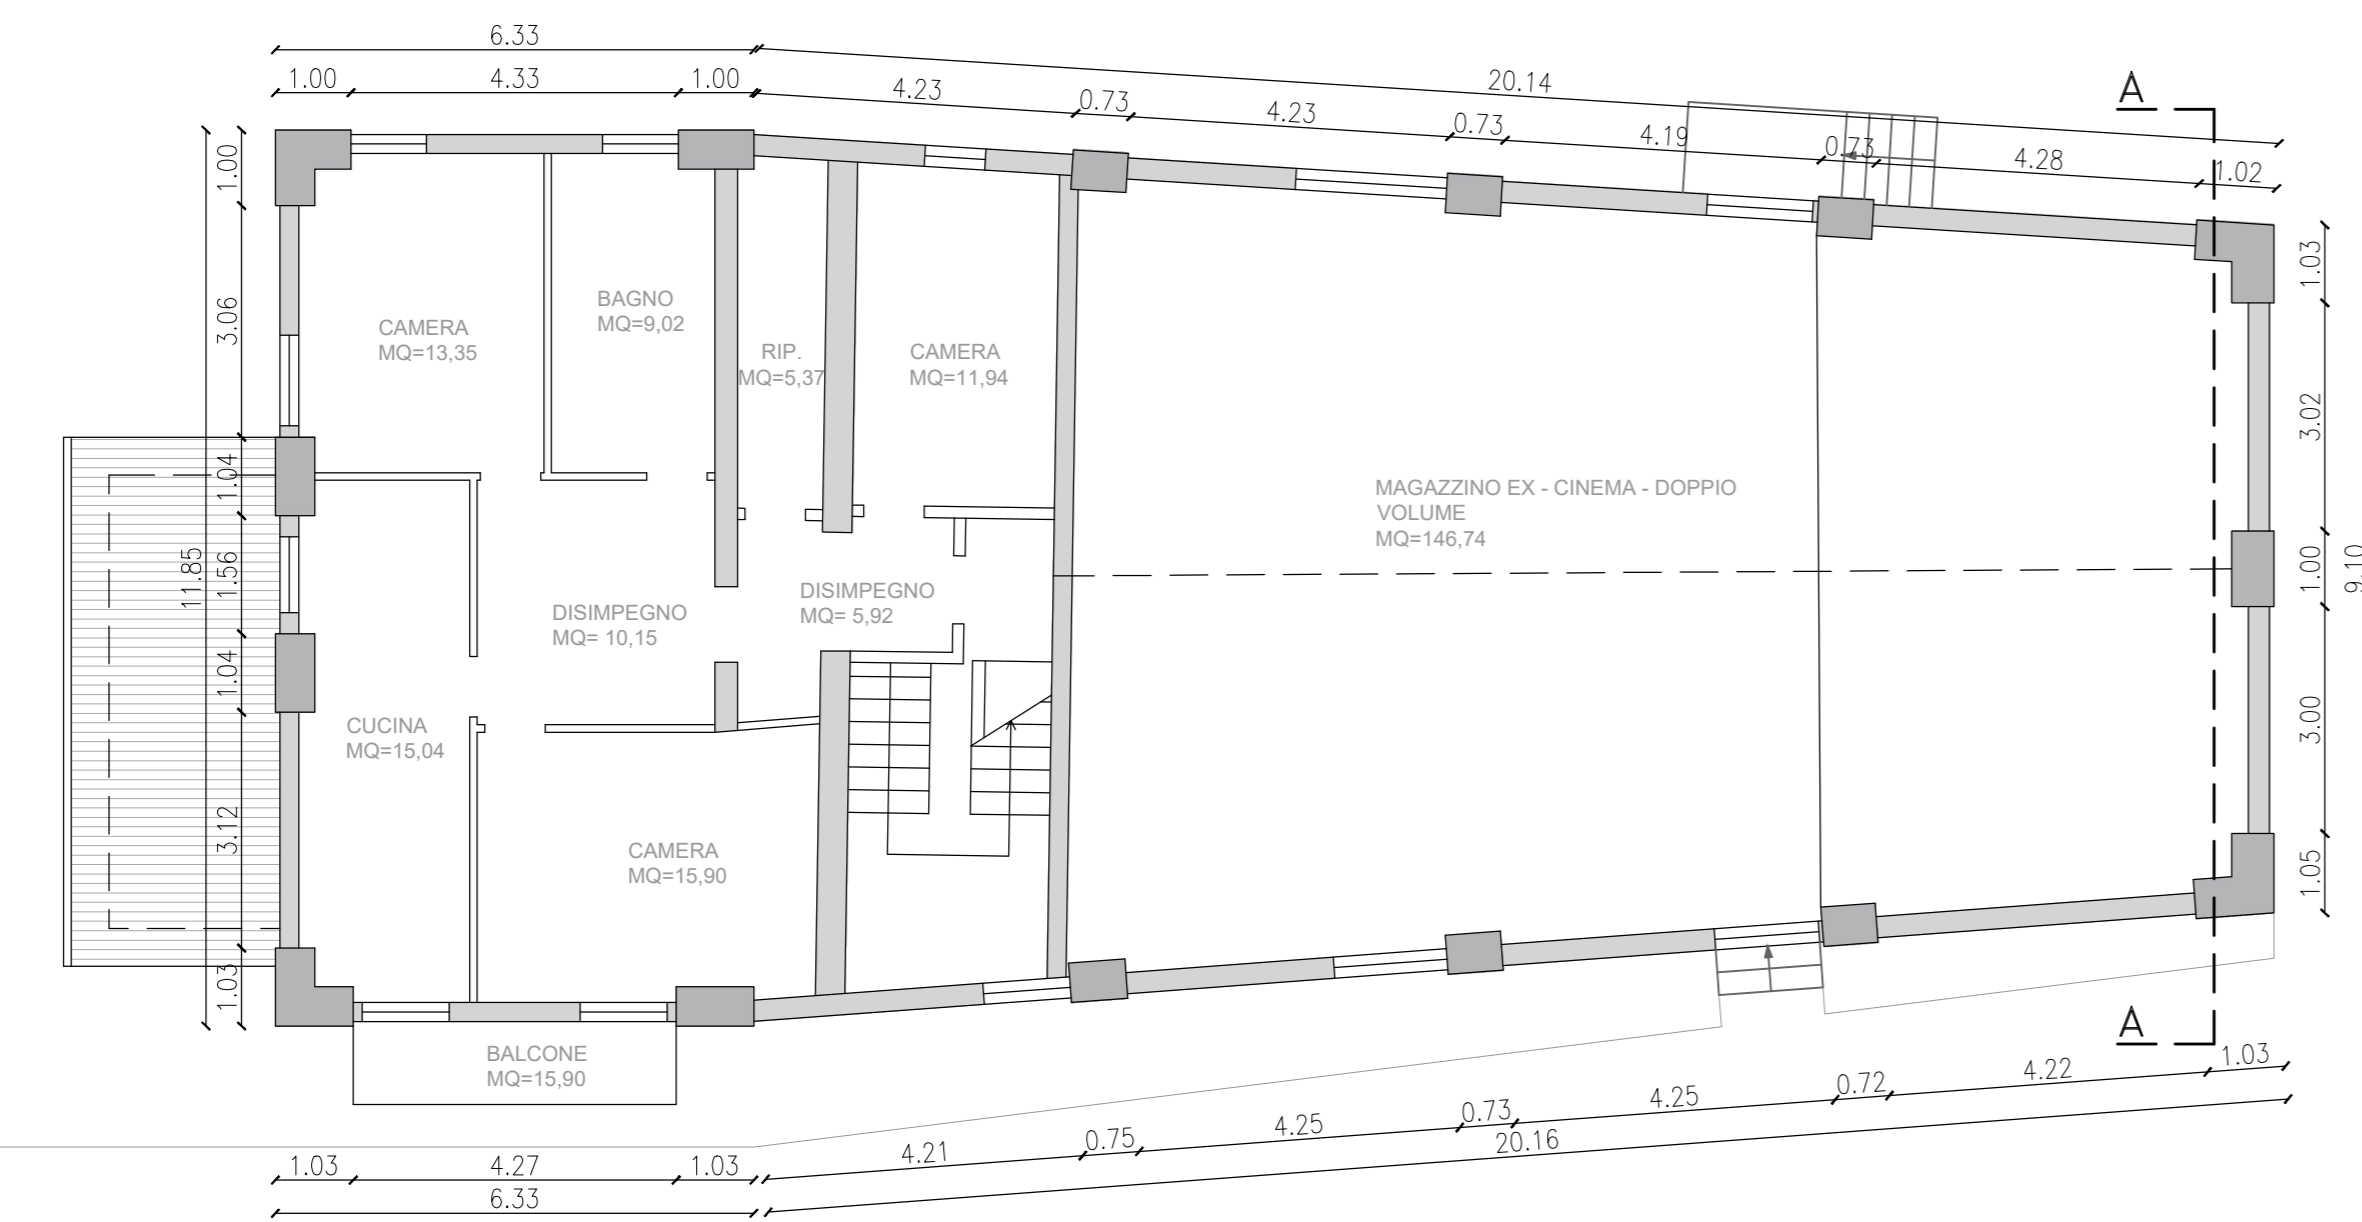 6.33
20.14
1.00
4.33
1.00
4.23
0.73
4.23
0.73
4.19
0.73
4.28
1.02
A
1.00
3.06
1.04
1.56
11.85
1.04
3.12
1.03
CAMERA
MQ=13,35
BAGNO
MQ=9,02
RIP.
MQ=5,37
CAMERA
MQ=11,94
MAGAZZINO EX - CINEMA - DOPPIO
VOLUME
MQ=146,74
DISIMPEGNO
MQ= 10,15
DISIMPEGNO
MQ= 5,92
CUCINA
MQ=15,04
CAMERA
MQ=15,90
BALCONE
MQ=15,90
1.03
3.02
1.00
9.10
3.00
1.05
A
1.03
4.27
1.03
4.21
0.75
4.25
0.73
4.25
0.72
4.22
1.03
6.33
20.16